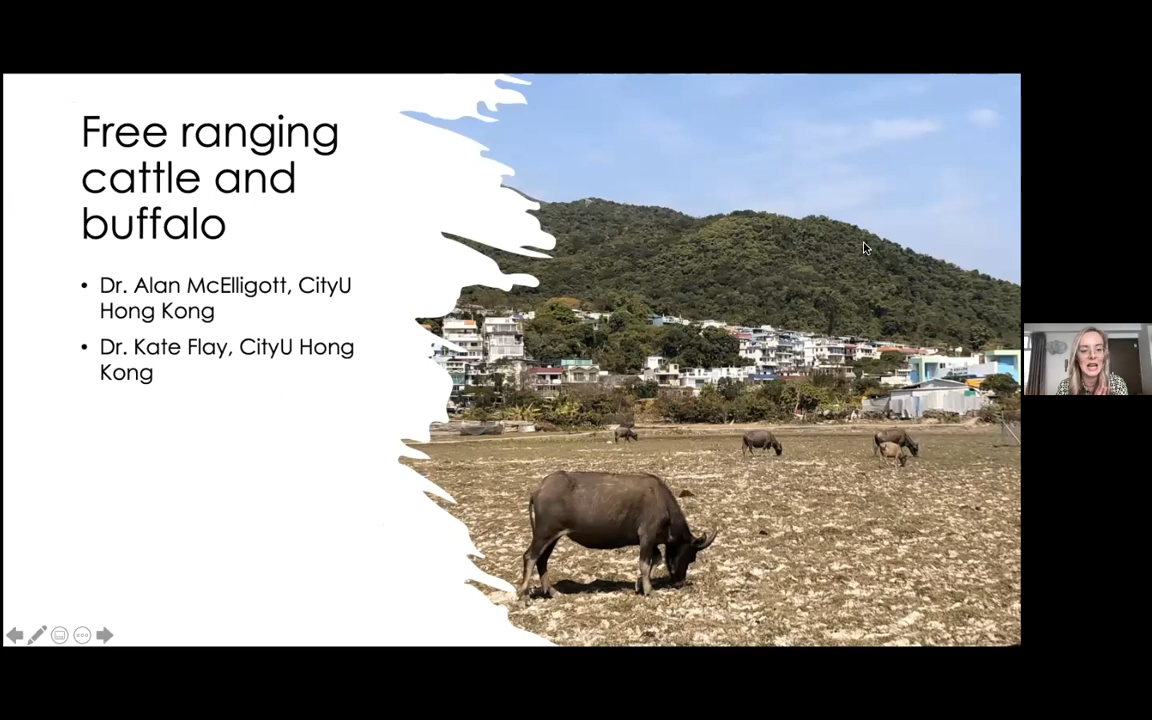 Free ranging
cattle and
buffalo
• Dr. Alan McElligott, CityU
Hong Kong
• Dr. Kate Flay, CityU Hong
Kong